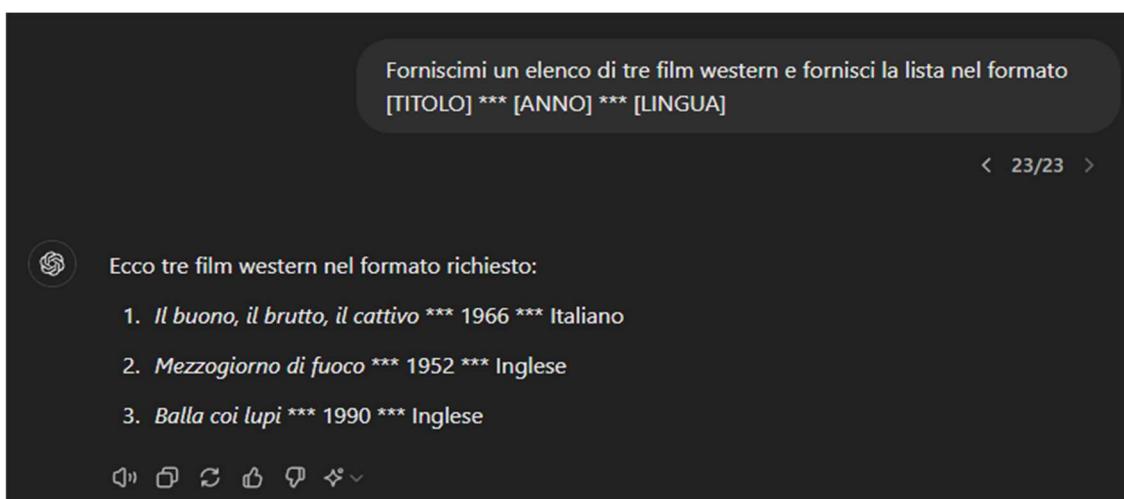 Forniscimi un elenco di tre film western e fornisci la lista nel formato
[TITOLO] *** [ANNO] *** [LINGUA]
< 23/23 >
Ecco tre film western nel formato richiesto:
1. Il buono, il brutto, il cattivo *** 1966 *** Italiano
2. Mezzogiorno di fuoco *** 1952 *** Inglese
3. Balla coi lupi *** 1990 *** Inglese